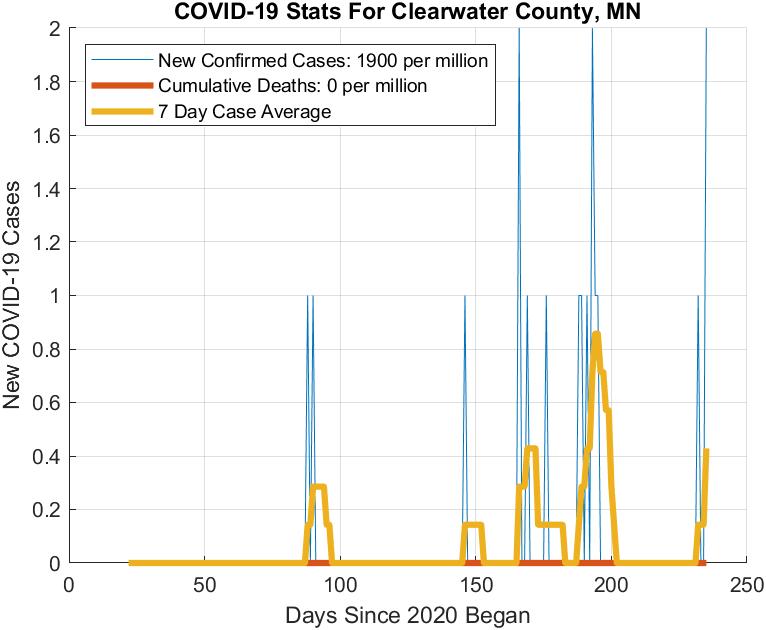 COVID-19 Stats For Clearwater County, MN
New Confirmed Cases: 1900 per million
Cumulative Deaths: 0 per million
7 Day Case Average
New COVID-19 Cases
2
1.8
1.6
1.4
1.2
1
0.8
0.6
0.4
0.2
0
0 50 100 150 200 250
Days Since 2020 Began